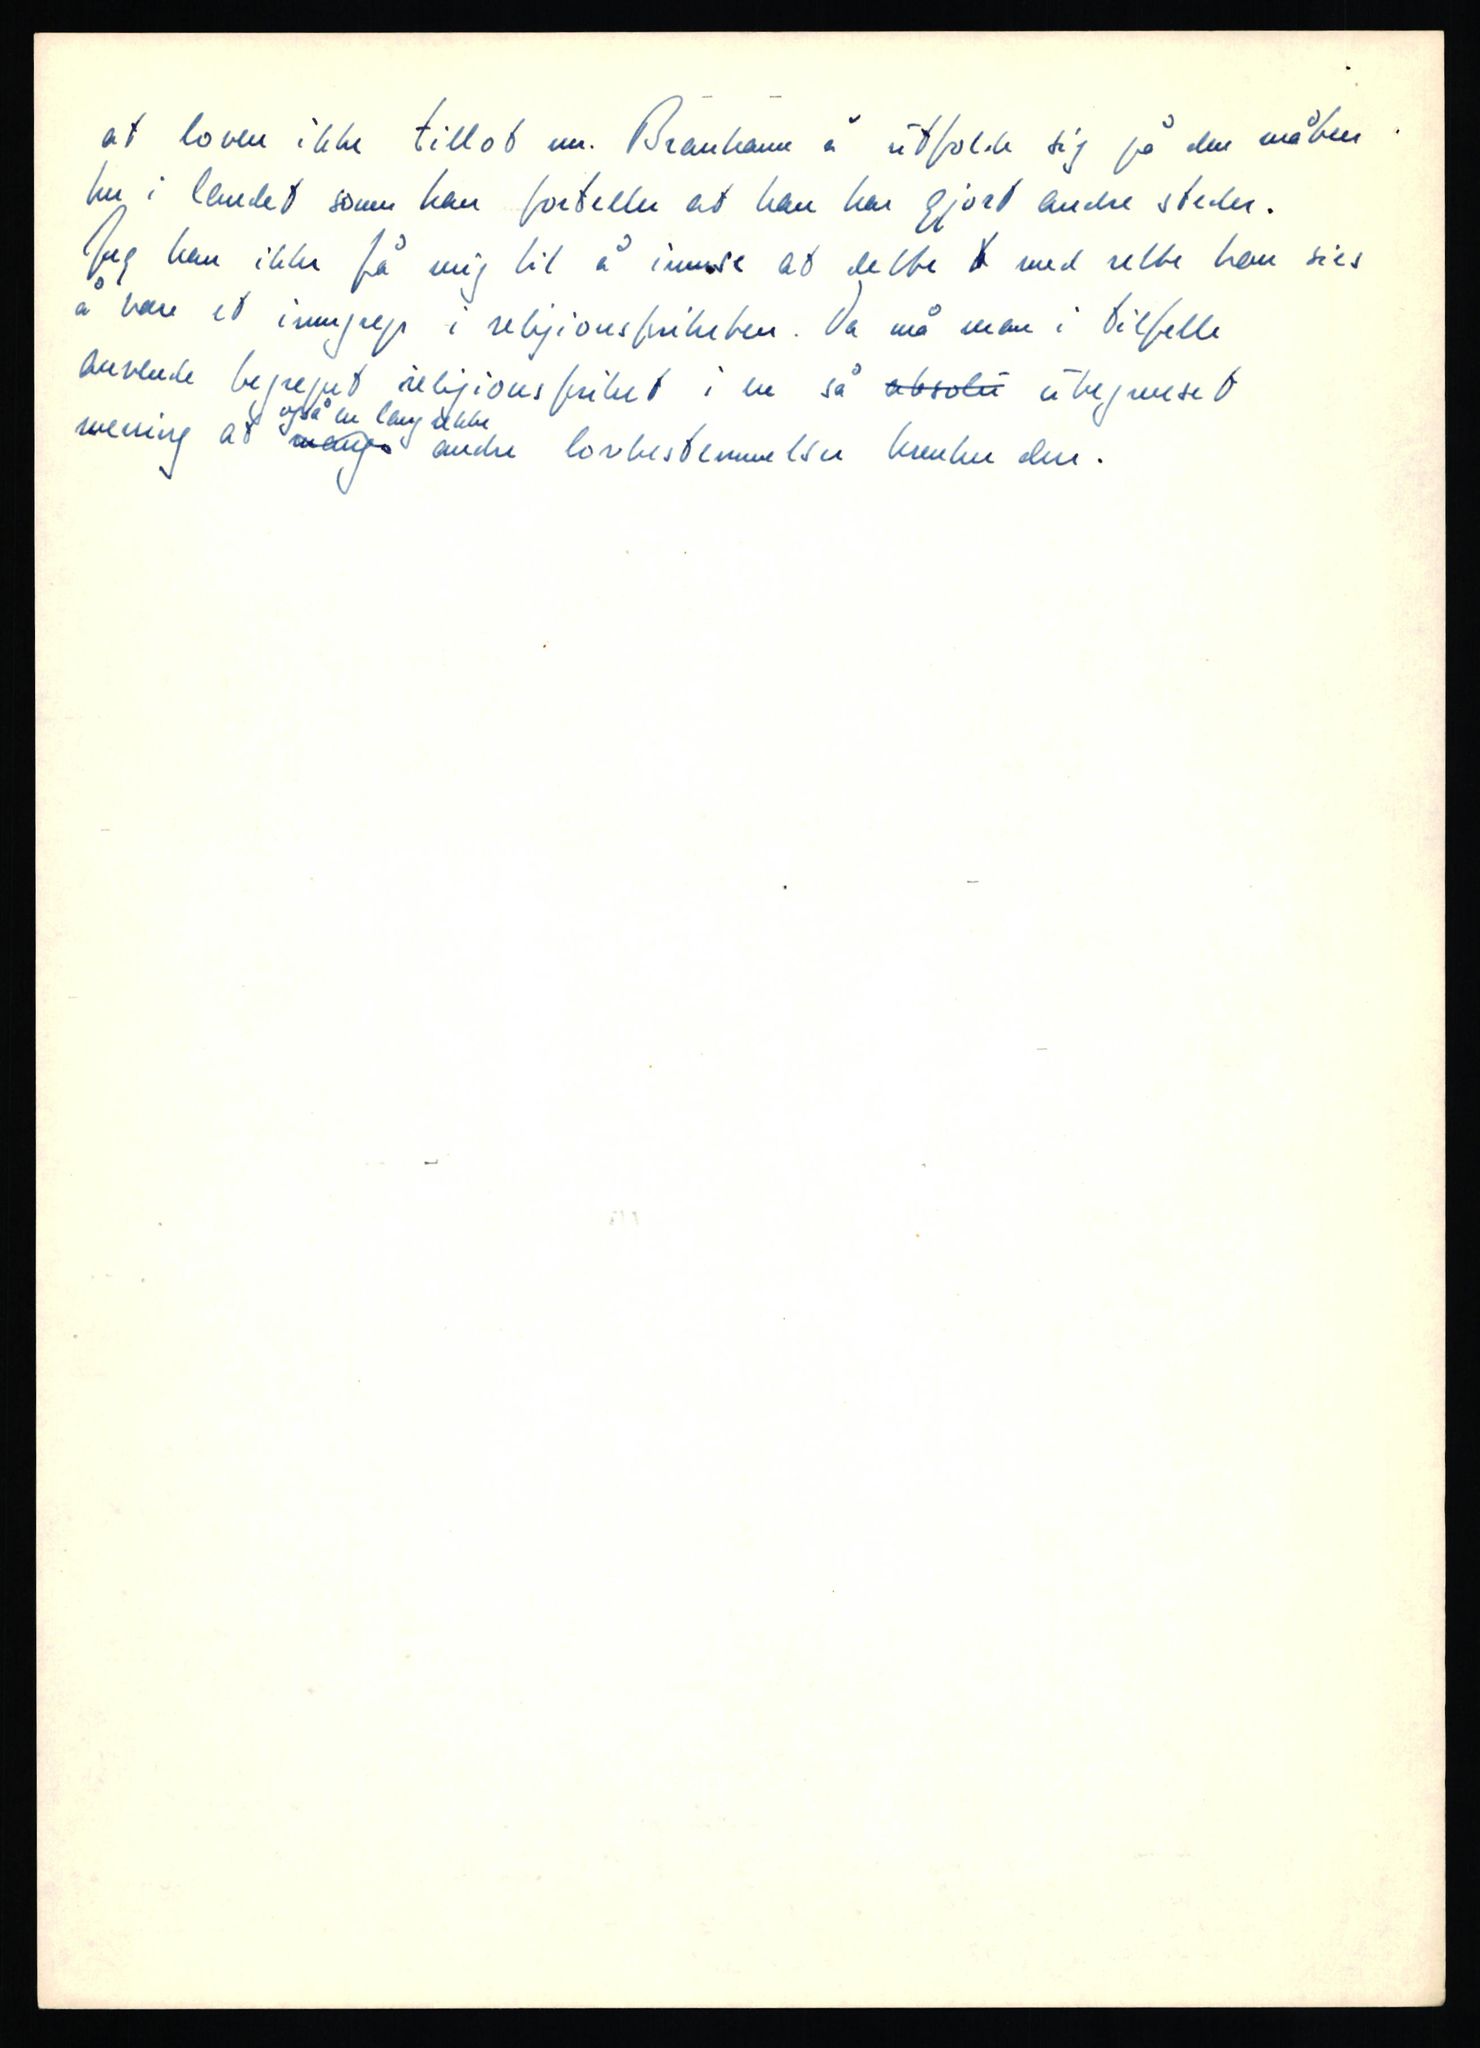 at loven ikke tillot mr. Branham å utfolde sig på den måten
her i landet som han forteller at han har gjort andre steder.
Jeg kan ikke få mig til å innse at dette med rette kan sies
å være et inngrep i religionsfriheten. Da må man i tilfelle
anvende begrepet religionsfrihet i en så absolu ubegrenset
også en lang rekke
mening at mange andre lovbestemmelser krenker den.